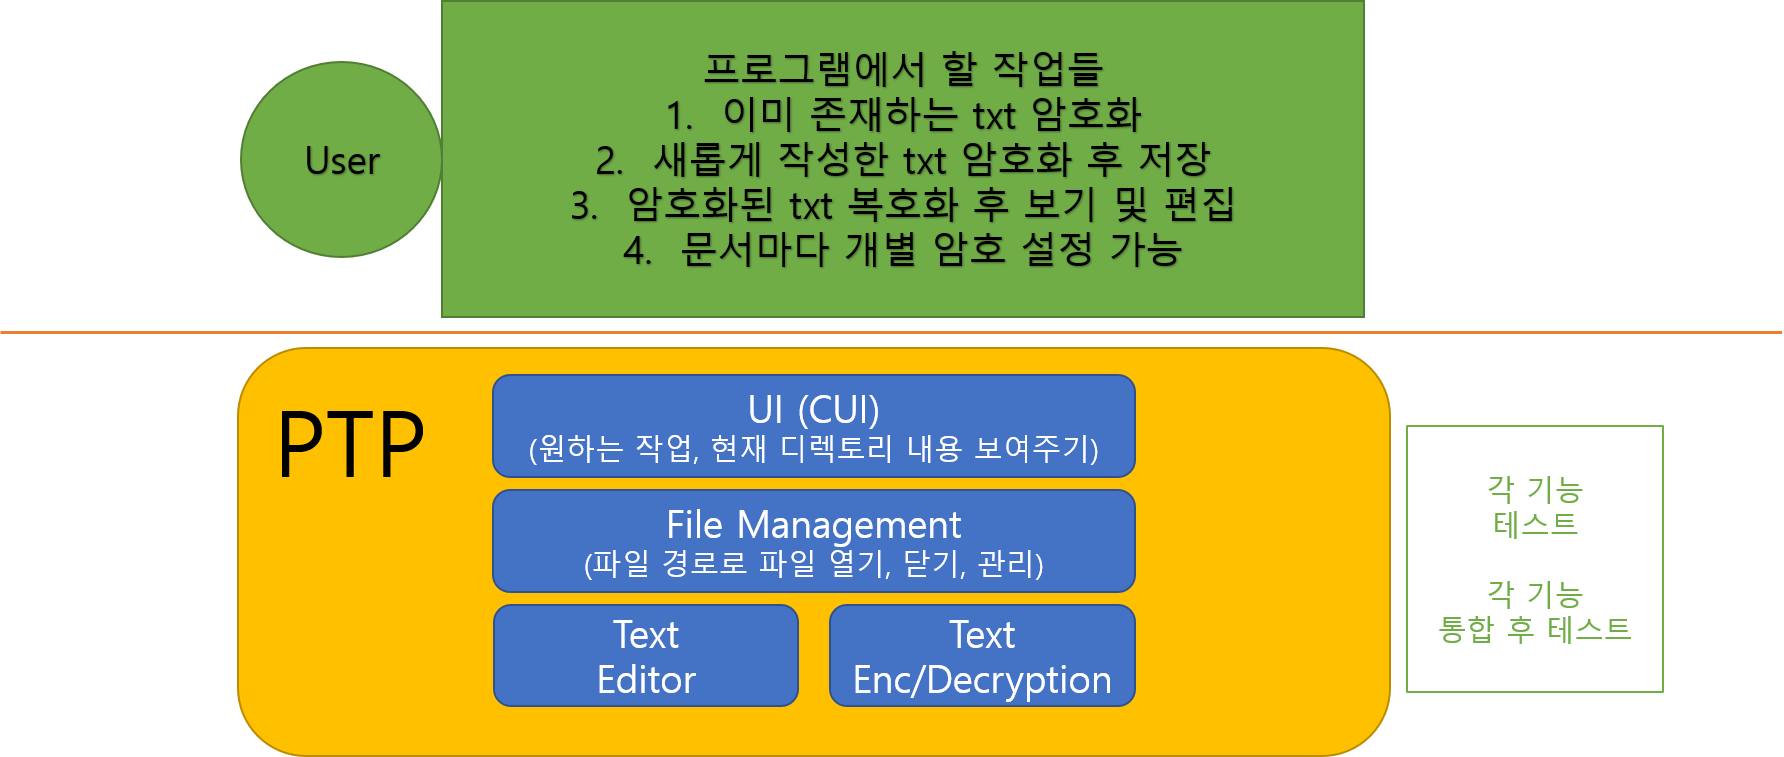 User
프로그램에서 할 작업들
1. 이미 존재하는 txt 암호화
2. 새롭게 작성한 txt 암호화 후 저장
3. 암호화된 txt 복호화 후 보기 및 편집
4. 문서마다 개별 암호 설정 가능
PTP
UI (CUI)
(원하는 작업, 현재 디렉토리 내용 보여주기)
File Management
(파일 경로로 파일 열기, 닫기, 관리)
Text
Editor
Text
Enc/Decryption
각 기능
테스트
각 기능
통합 후 테스트